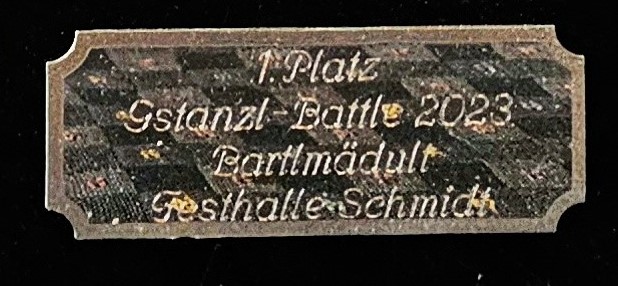 1. Platz
Gstanzl-Battle 2023
Bartlmädult
Festhalle Schmidt